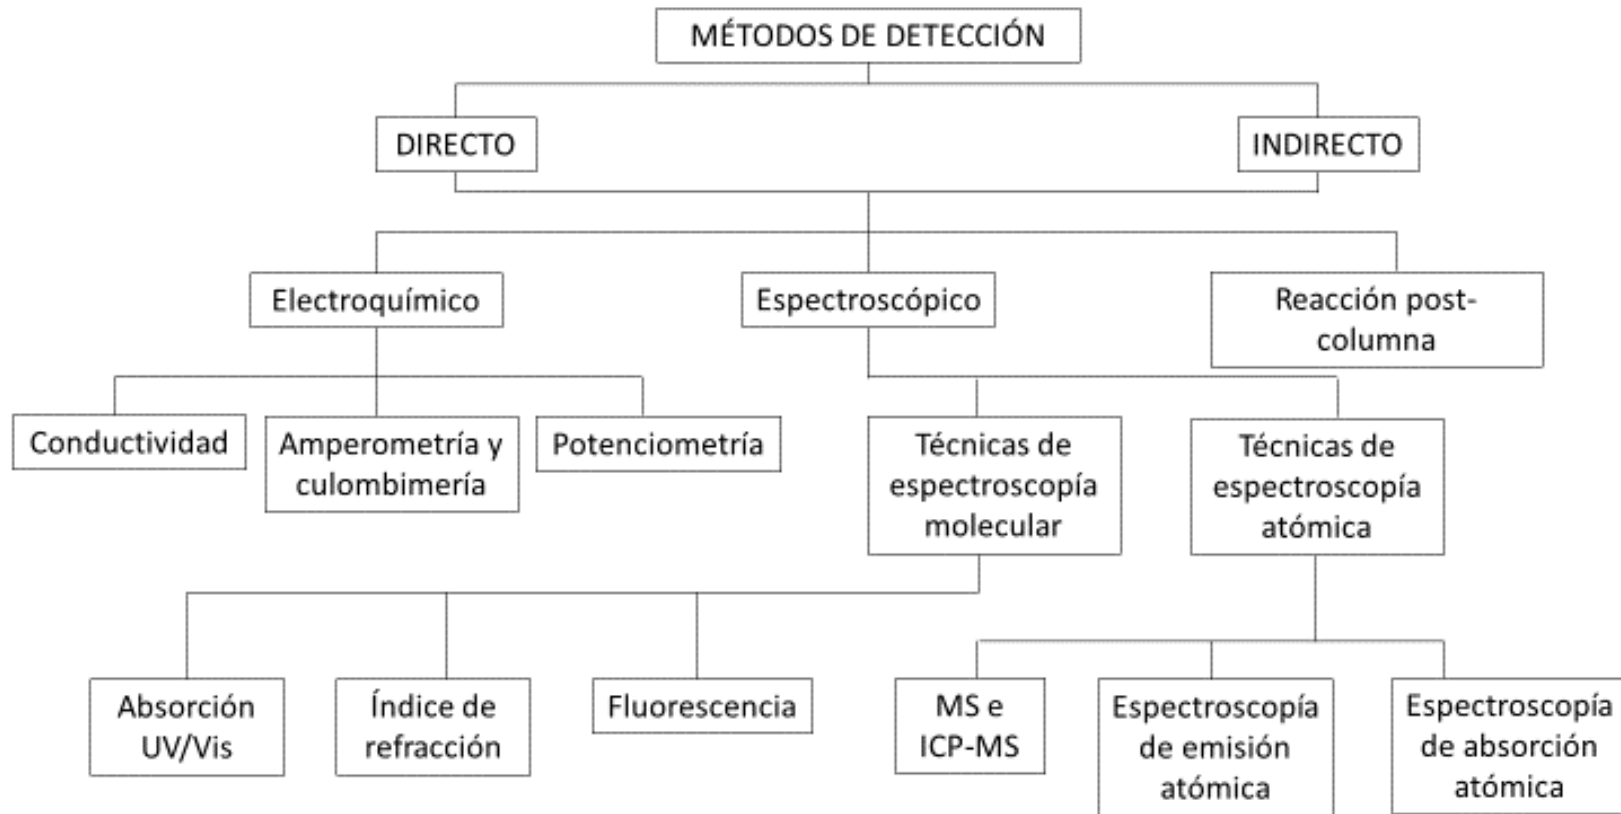 MÉTODOS DE DETECCIÓN
DIRECTO
INDIRECTO
Electroquímico
Espectroscópico
Reacción post-
columna
Conductividad
Amperometría y
culombimería
Potenciometría
Técnicas de
espectroscopía
molecular
Técnicas de
espectroscopía
atómica
Absorción
UV/Vis
Índice de
refracción
Fluorescencia
MS e
ICP-MS
Espectroscopía
de emisión
atómica
Espectroscopía
de absorción
atómica